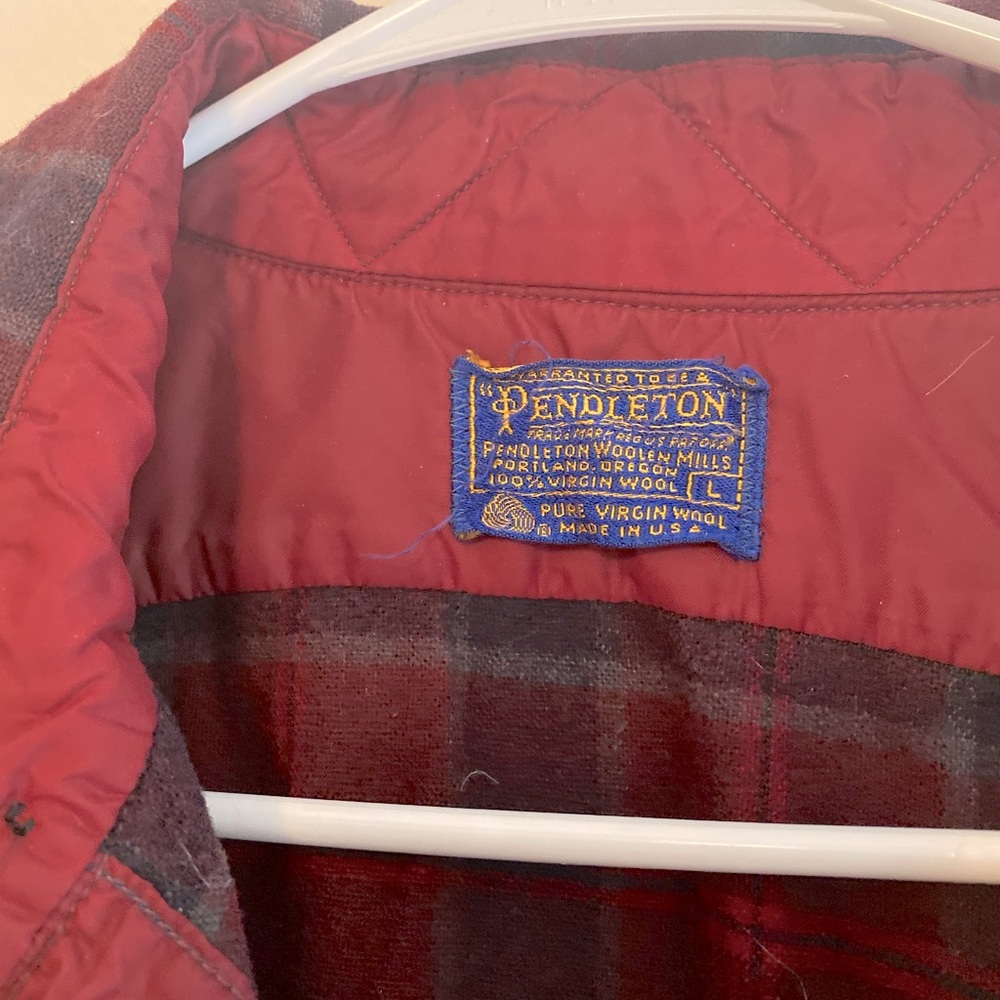 WARRANTED TO BE A
"PENDLETON"
TRADE MARK REG US PAT OFF
PENDLETON WOOLEN MILLS
PORTLAND, OREGON
100% VIRGIN WOOL L
PURE VIRGIN WOOL
® MADE IN U S A